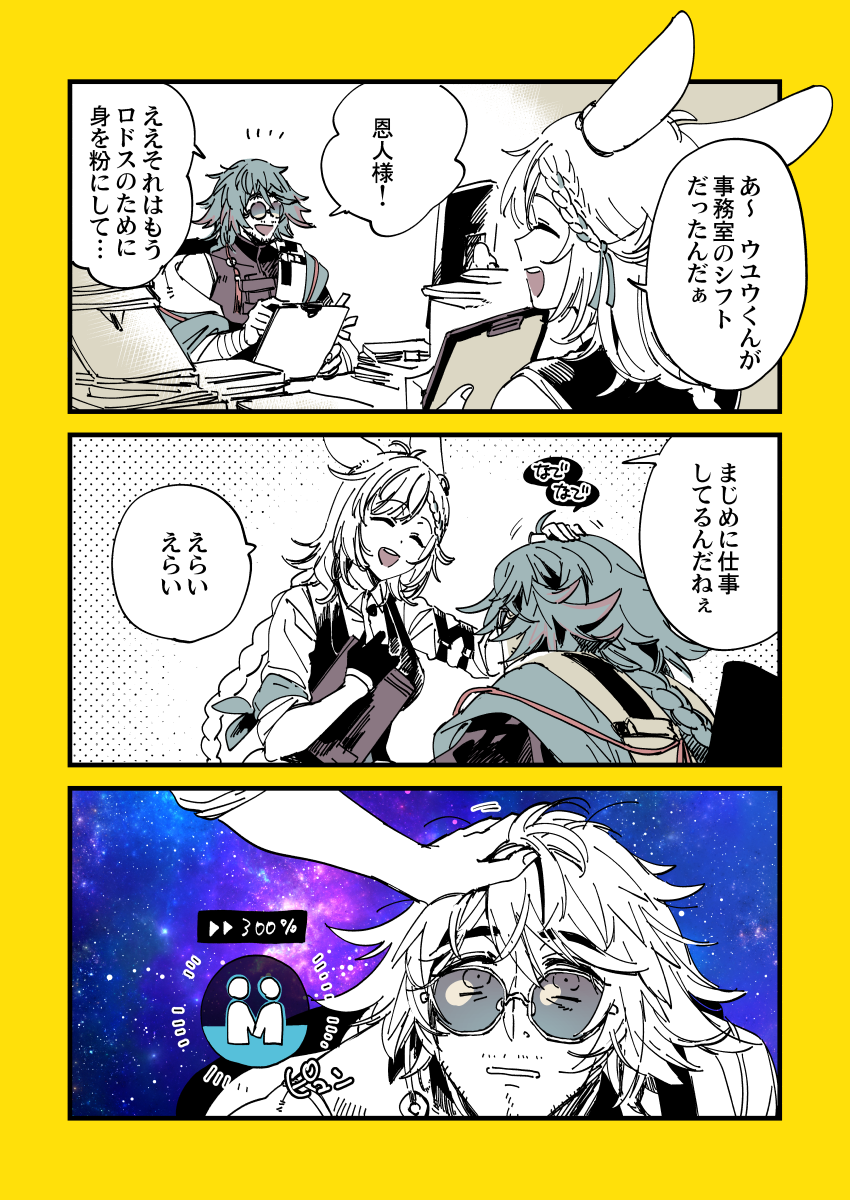 あ～ ウユウくんが
事務室のシフト
だったんだぁ
恩人様！
ええそれはもう
ロドスのために
身を粉にして…
まじめに仕事
してるんだねぇ
なで
なで
えらい
えらい
300%